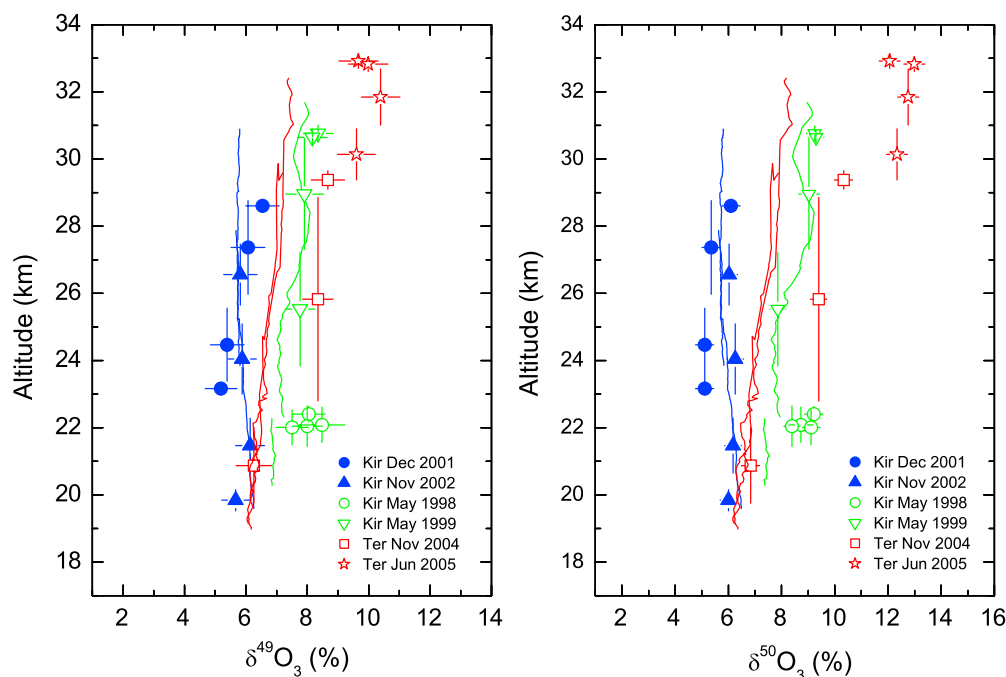 34
32
30
28
26
24
22
20
18
Altitude (km)
Kir Dec 2001
Kir Nov 2002
Kir May 1998
Kir May 1999
Ter Nov 2004
Ter Jun 2005
2 4 6 8 10 12 14
δ⁴⁹O₃ (%)
34
32
30
28
26
24
22
20
18
Altitude (km)
Kir Dec 2001
Kir Nov 2002
Kir May 1998
Kir May 1999
Ter Nov 2004
Ter Jun 2005
2 4 6 8 10 12 14 16
δ⁵⁰O₃ (%)